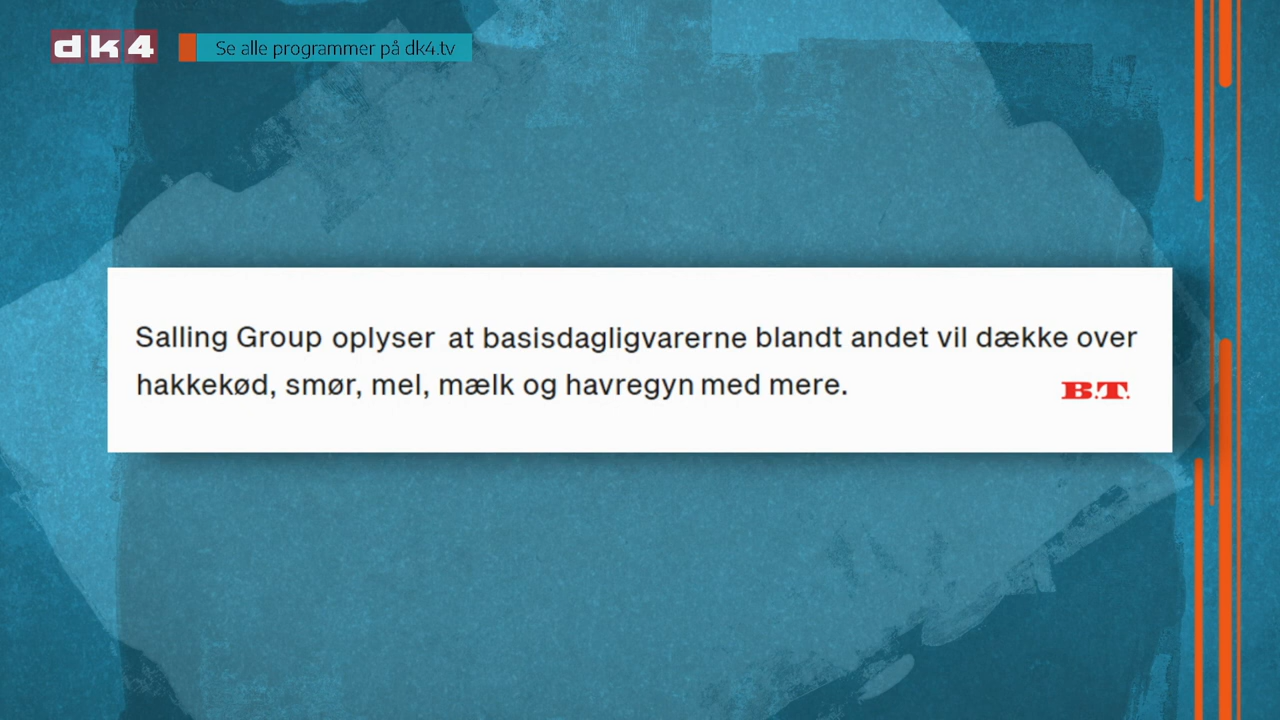 dk4
Se alle programmer på dk4.tv
Salling Group oplyser at basisdagligvarerne blandt andet vil dække over
hakkekød, smør, mel, mælk og havregyn med mere.
B.T.